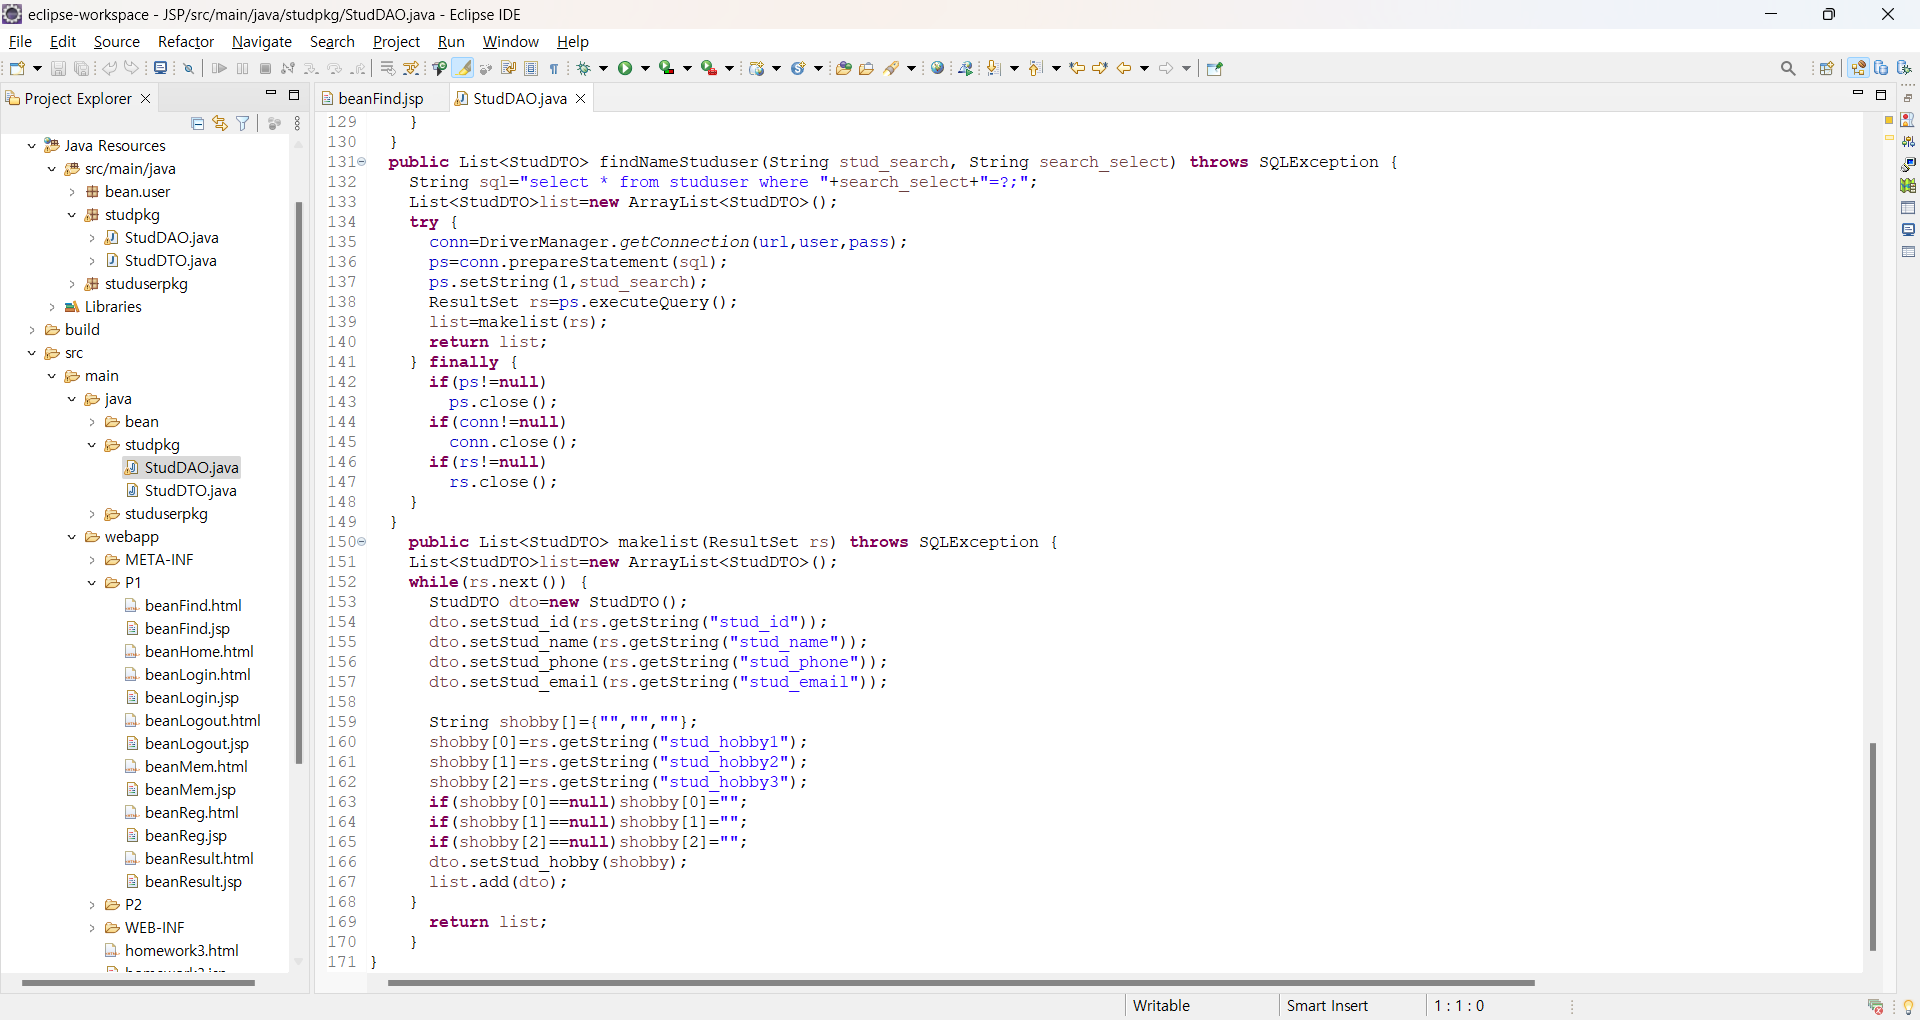 eclipse-workspace - JSP/src/main/java/studpkg/StudDAO.java - Eclipse IDE
File Edit Source Refactor Navigate Search Project Run Window Help
Project Explorer
beanFind.jsp StudDAO.java
Java Resources
src/main/java
bean.user
studpkg
StudDAO.java
StudDTO.java
studuserpkg
Libraries
build
src
main
java
bean
studpkg
StudDAO.java
StudDTO.java
studuserpkg
webapp
META-INF
P1
beanFind.html
beanFind.jsp
beanHome.html
beanLogin.html
beanLogin.jsp
beanLogout.html
beanLogout.jsp
beanMem.html
beanMem.jsp
beanReg.html
beanReg.jsp
beanResult.html
beanResult.jsp
P2
WEB-INF
homework3.html
129 }
130 }
131 public List<StudDTO> findNameStuduser(String stud_search, String search_select) throws SQLException {
132 String sql="select * from studuser where "+search_select+"=?;";
133 List<StudDTO>list=new ArrayList<StudDTO>();
134 try {
135 conn=DriverManager.getConnection(url,user,pass);
136 ps=conn.prepareStatement(sql);
137 ps.setString(1,stud_search);
138 ResultSet rs=ps.executeQuery();
139 list=makelist(rs);
140 return list;
141 } finally {
142 if(ps!=null)
143 ps.close();
144 if(conn!=null)
145 conn.close();
146 if(rs!=null)
147 rs.close();
148 }
149 }
150 public List<StudDTO> makelist(ResultSet rs) throws SQLException {
151 List<StudDTO>list=new ArrayList<StudDTO>();
152 while(rs.next()) {
153 StudDTO dto=new StudDTO();
154 dto.setStud_id(rs.getString("stud_id"));
155 dto.setStud_name(rs.getString("stud_name"));
156 dto.setStud_phone(rs.getString("stud_phone"));
157 dto.setStud_email(rs.getString("stud_email"));
158
159 String shobby[]={"","",""};
160 shobby[0]=rs.getString("stud_hobby1");
161 shobby[1]=rs.getString("stud_hobby2");
162 shobby[2]=rs.getString("stud_hobby3");
163 if(shobby[0]==null)shobby[0]="";
164 if(shobby[1]==null)shobby[1]="";
165 if(shobby[2]==null)shobby[2]="";
166 dto.setStud_hobby(shobby);
167 list.add(dto);
168 }
169 return list;
170 }
171 }
Writable Smart Insert 1 : 1 : 0